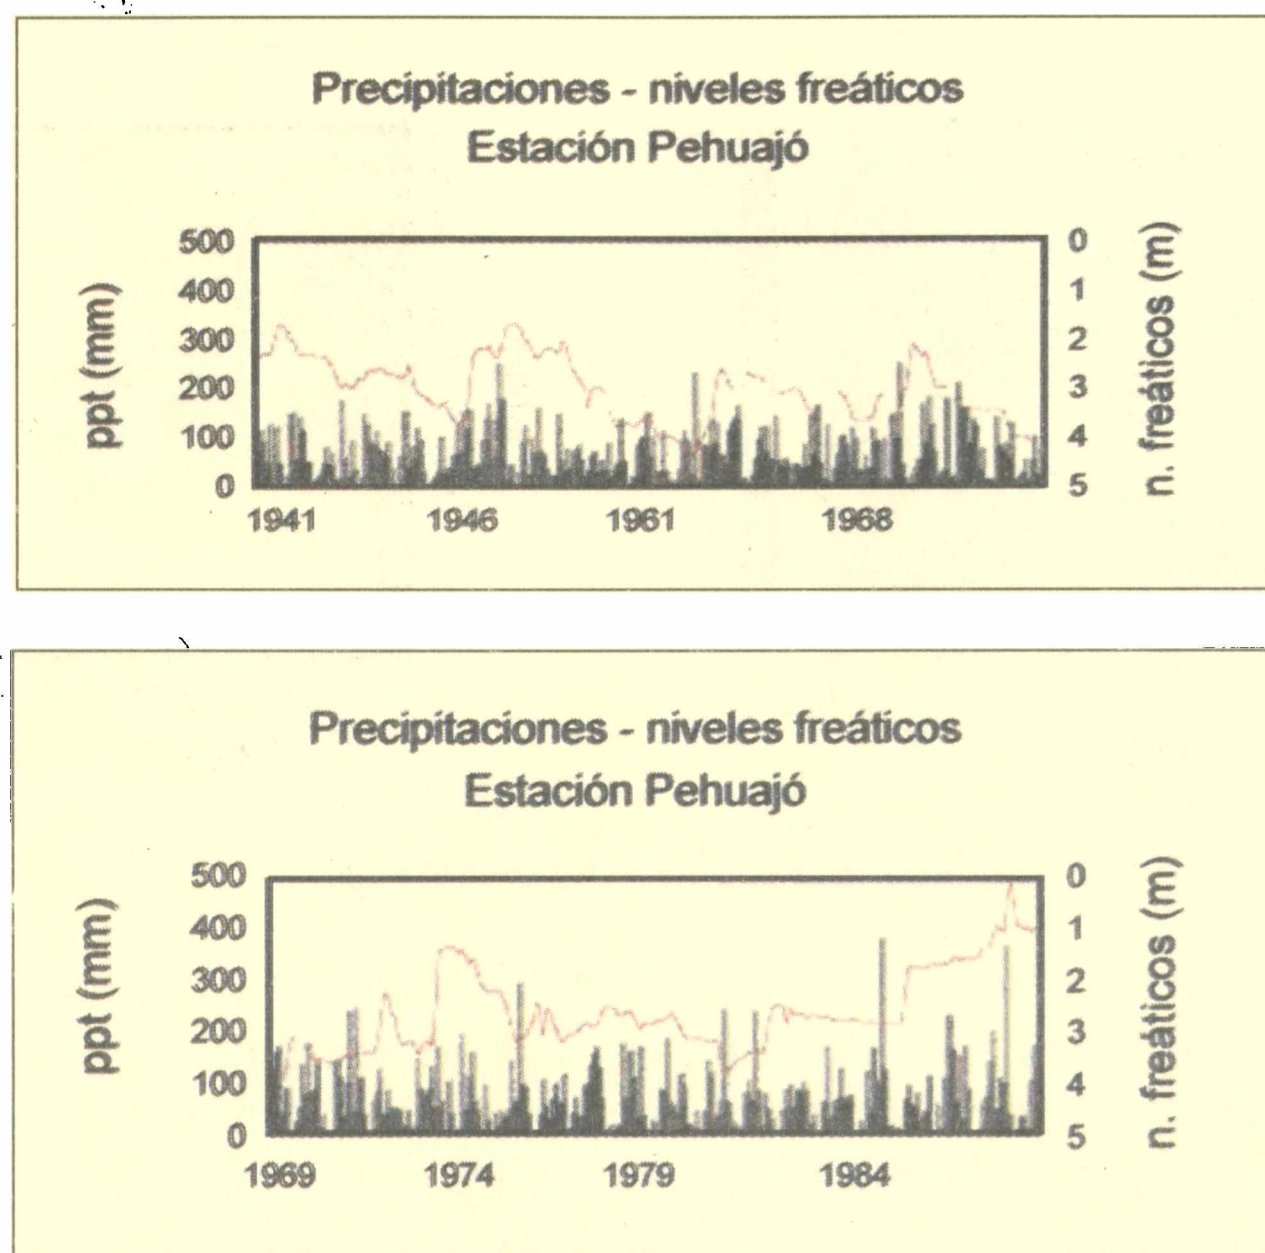 Precipitaciones - niveles freáticos
Estación Pehuajó
ppt (mm)
500
400
300
200
100
0
n. freáticos (m)
0
1
2
3
4
5
1941 1946 1961 1968
Precipitaciones - niveles freáticos
Estación Pehuajó
ppt (mm)
500
400
300
200
100
0
n. freáticos (m)
0
1
2
3
4
5
1969 1974 1979 1984